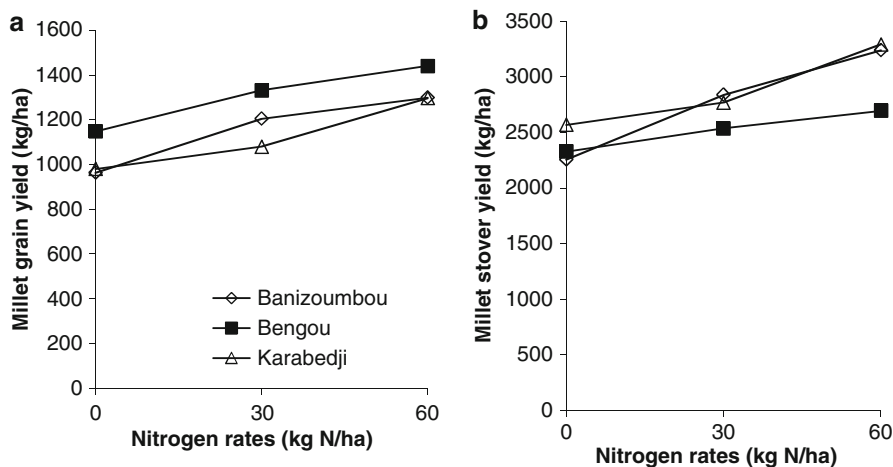 a
Millet grain yield (kg/ha)
1600
1400
1200
1000
800
600
400
200
0
0 30 60
Nitrogen rates (kg N/ha)
Banizoumbou
Bengou
Karabedji
b
Millet stover yield (kg/ha)
3500
3000
2500
2000
1500
1000
500
0
0 30 60
Nitrogen rates (kg N/ha)